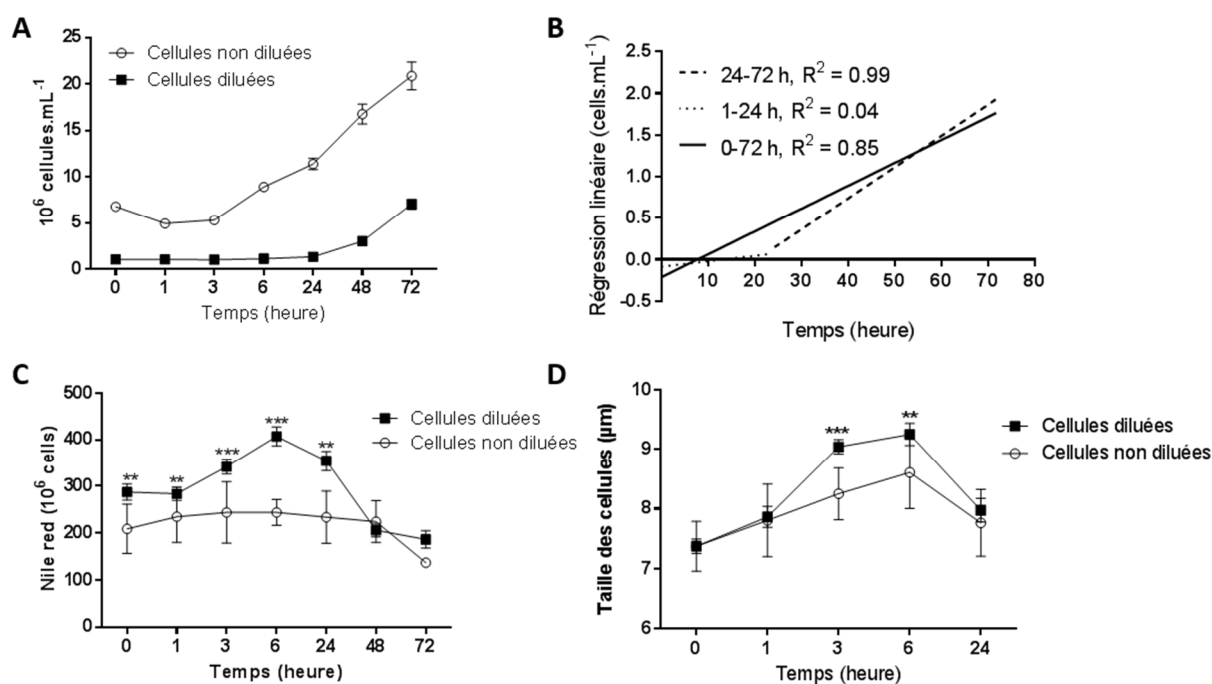 A
25
20
15
10
5
0
10⁶ cellules.mL⁻¹
Cellules non diluées
Cellules diluées
0 1 3 6 24 48 72
Temps (heure)
B
2.5
2.0
1.5
1.0
0.5
0.0
-0.5
Régression linéaire (cells.mL⁻¹)
24-72 h, R² = 0.99
1-24 h, R² = 0.04
0-72 h, R² = 0.85
10 20 30 40 50 60 70 80
Temps (heure)
C
500
400
300
200
100
0
Nile red (10⁶ cells)
** ** *** *** **
Cellules diluées
Cellules non diluées
0 1 3 6 24 48 72
Temps (heure)
D
10
9
8
7
6
Taille des cellules (µm)
*** **
Cellules diluées
Cellules non diluées
0 1 3 6 24
Temps (heure)